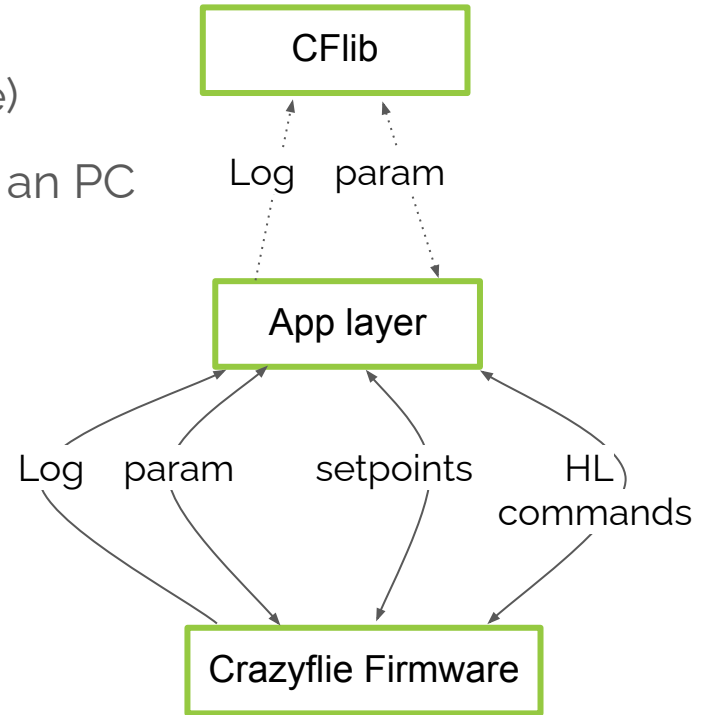 CFlib
e)
an PC
Log param
App layer
Log param setpoints HL
commands
Crazyflie Firmware